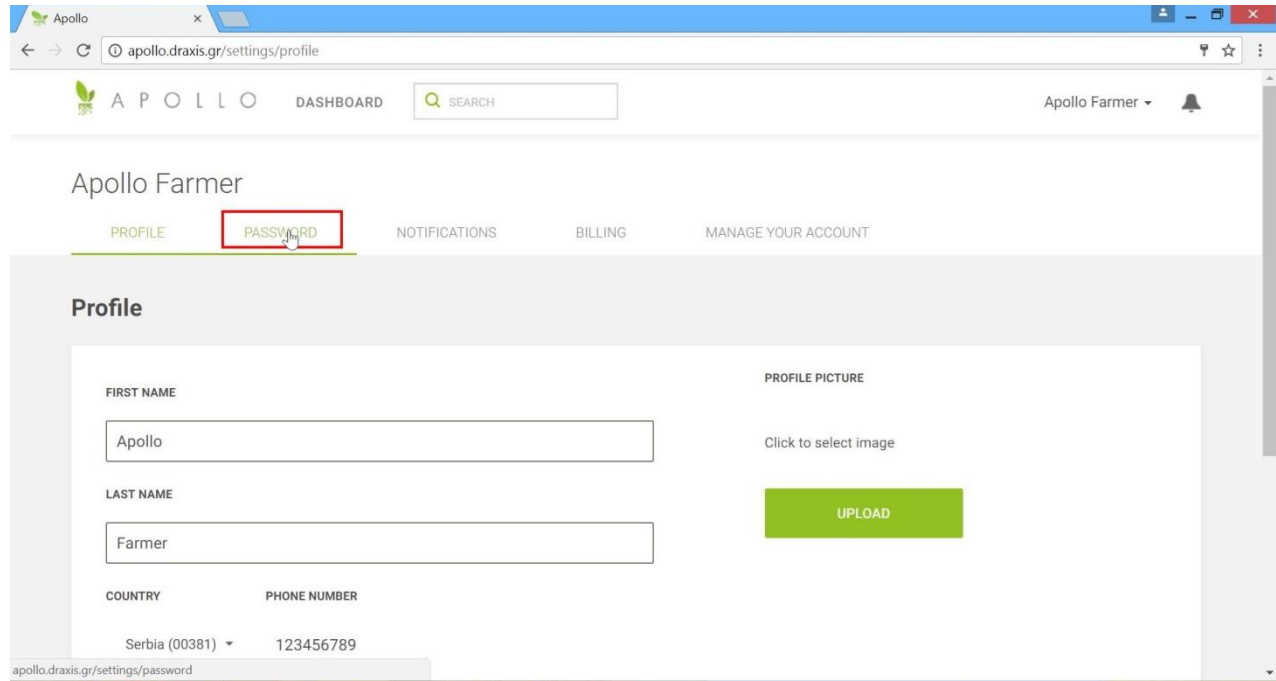 Apollo
apollo.draxis.gr/settings/profile
APOLLO DASHBOARD SEARCH Apollo Farmer
Apollo Farmer
PROFILE PASSWORD NOTIFICATIONS BILLING MANAGE YOUR ACCOUNT
Profile
PROFILE PICTURE
FIRST NAME
Apollo
Click to select image
LAST NAME
UPLOAD
Farmer
COUNTRY PHONE NUMBER
Serbia (00381) 123456789
apollo.draxis.gr/settings/password